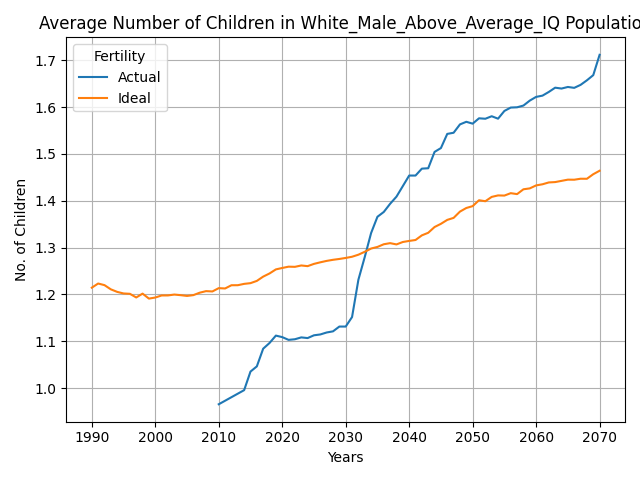 Average Number of Children in White_Male_Above_Average_IQ Populatio
Fertility
Actual
Ideal
1.7
1.6
1.5
1.4
1.3
1.2
1.1
1.0
No. of Children
1990 2000 2010 2020 2030 2040 2050 2060 2070
Years